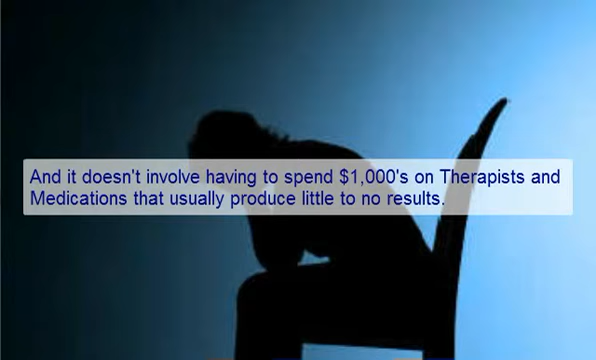 And it doesn't involve having to spend $1,000's on Therapists and
Medications that usually produce little to no results.